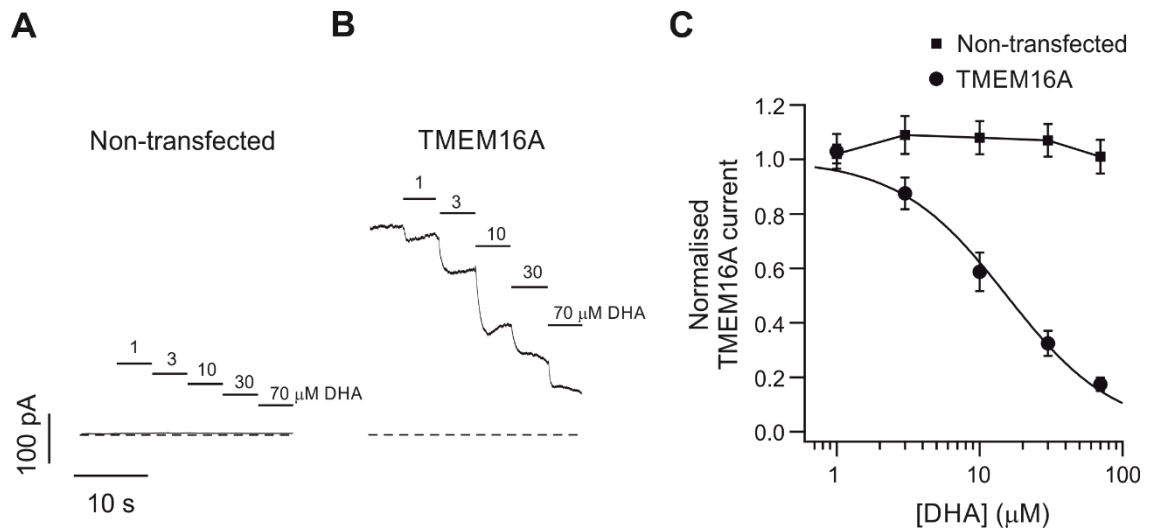 A
Non-transfected
1
3
10
30
70 μM DHA
100 pA
10 s
B
TMEM16A
1
3
10
30
70 μM DHA
C
Non-transfected
TMEM16A
Normalised
TMEM16A current
1.2
1.0
0.8
0.6
0.4
0.2
0.0
1
10
100
[DHA] (μM)